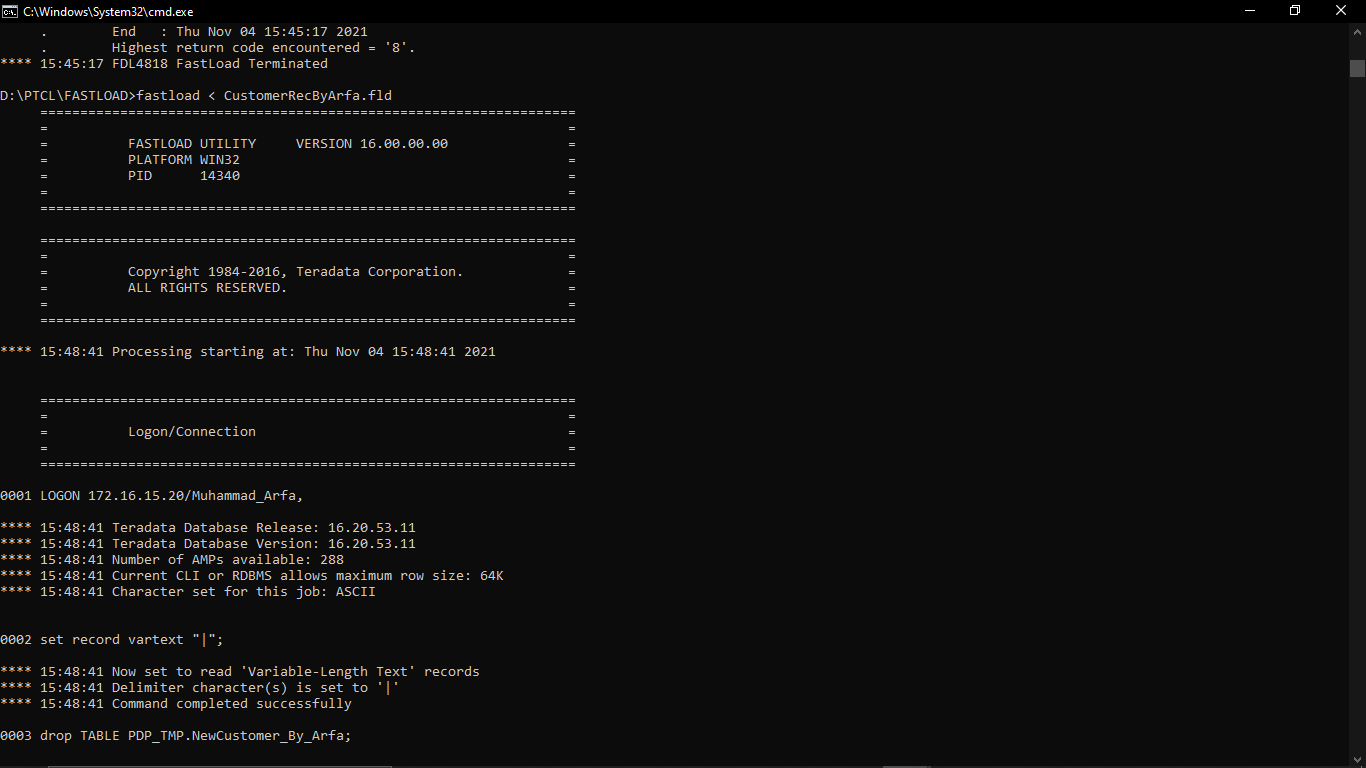 C:\Windows\System32\cmd.exe
.        End   : Thu Nov 04 15:45:17 2021
.        Highest return code encountered = '8'.
**** 15:45:17 FDL4818 FastLoad Terminated
D:\PTCL\FASTLOAD>fastload < CustomerRecByArfa.fld
===================================================================
=                                                                 =
=          FASTLOAD UTILITY     VERSION 16.00.00.00               =
=          PLATFORM WIN32                                         =
=          PID      14340                                         =
=                                                                 =
===================================================================
===================================================================
=                                                                 =
=          Copyright 1984-2016, Teradata Corporation.             =
=          ALL RIGHTS RESERVED.                                   =
=                                                                 =
===================================================================
**** 15:48:41 Processing starting at: Thu Nov 04 15:48:41 2021
===================================================================
=                                                                 =
=          Logon/Connection                                       =
=                                                                 =
===================================================================
0001 LOGON 172.16.15.20/Muhammad_Arfa,
**** 15:48:41 Teradata Database Release: 16.20.53.11
**** 15:48:41 Teradata Database Version: 16.20.53.11
**** 15:48:41 Number of AMPs available: 288
**** 15:48:41 Current CLI or RDBMS allows maximum row size: 64K
**** 15:48:41 Character set for this job: ASCII
0002 set record vartext "|";
**** 15:48:41 Now set to read 'Variable-Length Text' records
**** 15:48:41 Delimiter character(s) is set to '|'
**** 15:48:41 Command completed successfully
0003 drop TABLE PDP_TMP.NewCustomer_By_Arfa;